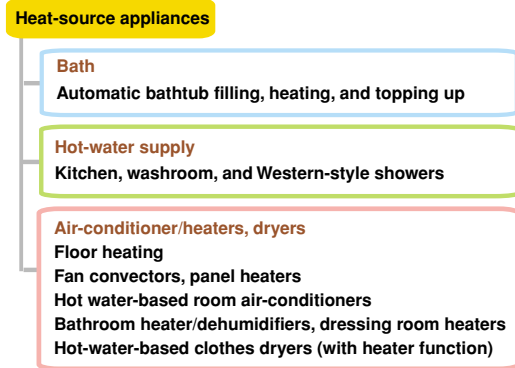 Heat-source appliances
Bath
Automatic bathtub filling, heating, and topping up
Hot-water supply
Kitchen, washroom, and Western-style showers
Air-conditioner/heaters, dryers
Floor heating
Fan convectors, panel heaters
Hot water-based room air-conditioners
Bathroom heater/dehumidifiers, dressing room heaters
Hot-water-based clothes dryers (with heater function)